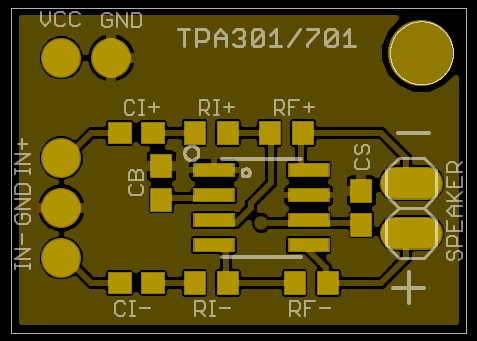 VCC GND
TPA301/701
CI+ RI+ RF+
IN- GND IN+
CB
CS
SPEAKER
−
+
CI- RI- RF-